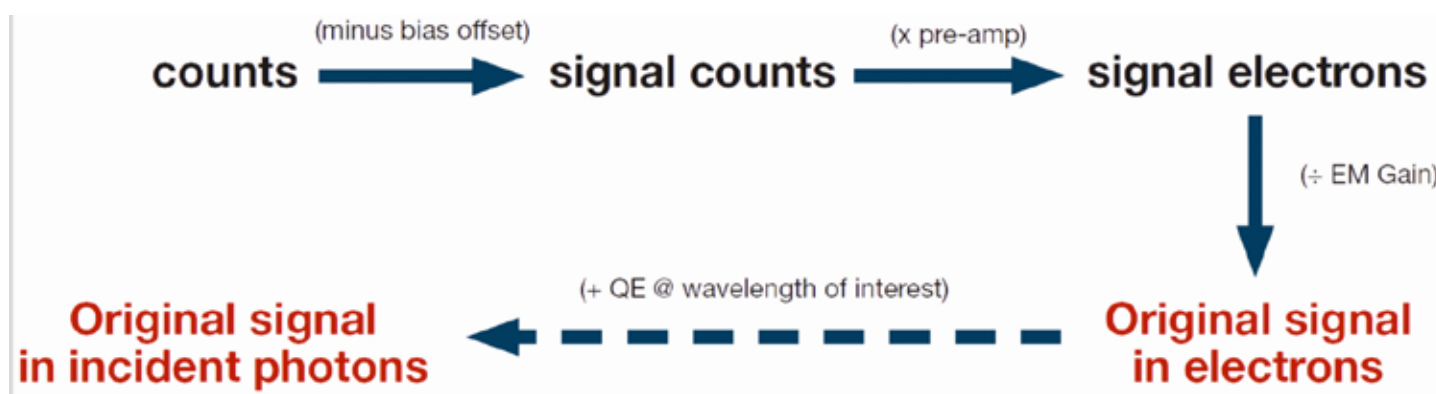 (minus bias offset)
(x pre-amp)
counts
signal counts
signal electrons
(÷ EM Gain)
(+ QE @ wavelength of interest)
Original signal
in incident photons
Original signal
in electrons